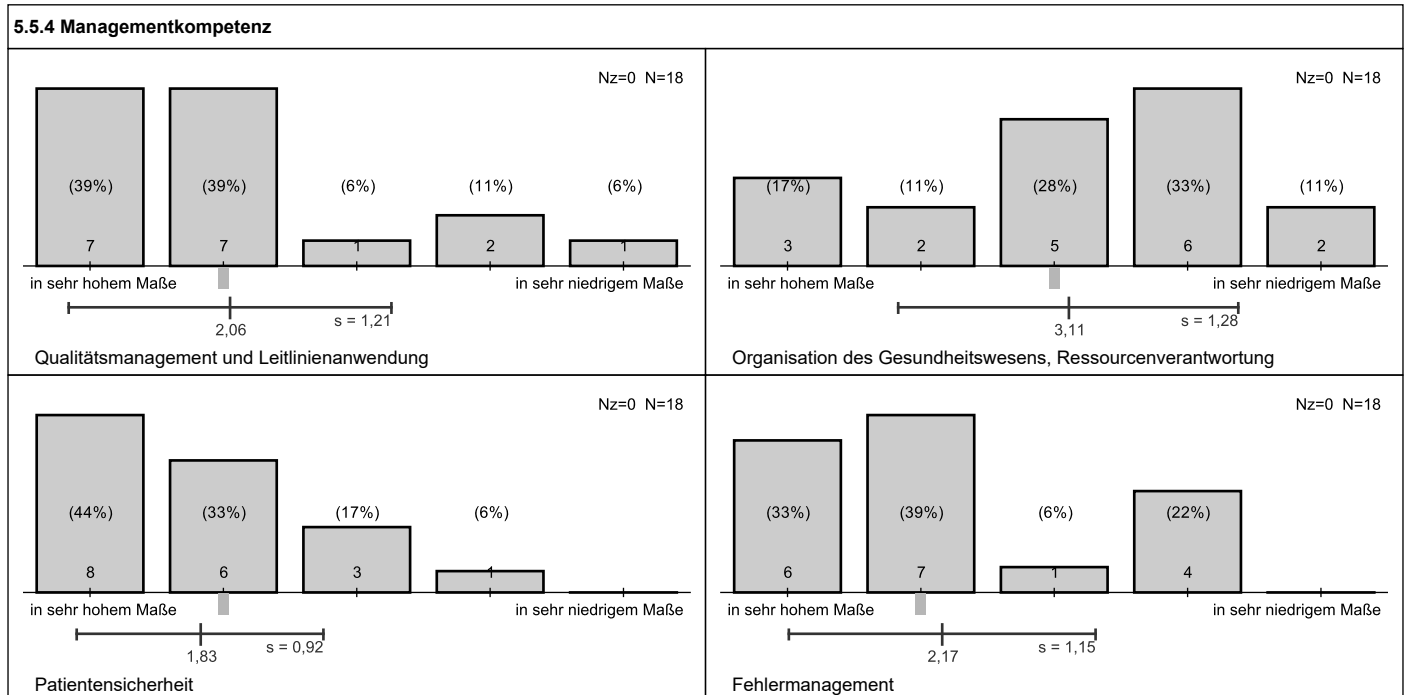 5.5.4 Managementkompetenz
Nz=0 N=18
(39%) (39%) (6%) (11%) (6%)
7 7 1 2 1
in sehr hohem Maße in sehr niedrigem Maße
2,06 s = 1,21
Qualitätsmanagement und Leitlinienanwendung
Nz=0 N=18
(17%) (11%) (28%) (33%) (11%)
3 2 5 6 2
in sehr hohem Maße in sehr niedrigem Maße
3,11 s = 1,28
Organisation des Gesundheitswesens, Ressourcenverantwortung
Nz=0 N=18
(44%) (33%) (17%) (6%)
8 6 3 1
in sehr hohem Maße in sehr niedrigem Maße
1,83 s = 0,92
Patientensicherheit
Nz=0 N=18
(33%) (39%) (6%) (22%)
6 7 1 4
in sehr hohem Maße in sehr niedrigem Maße
2,17 s = 1,15
Fehlermanagement